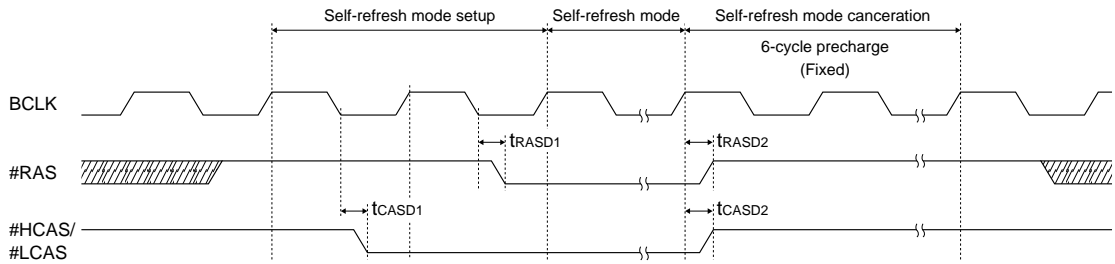 Self-refresh mode setup Self-refresh mode Self-refresh mode canceration
6-cycle precharge
(Fixed)
BCLK
tRASD1 tRASD2
#RAS
tCASD1 tCASD2
#HCAS/
#LCAS